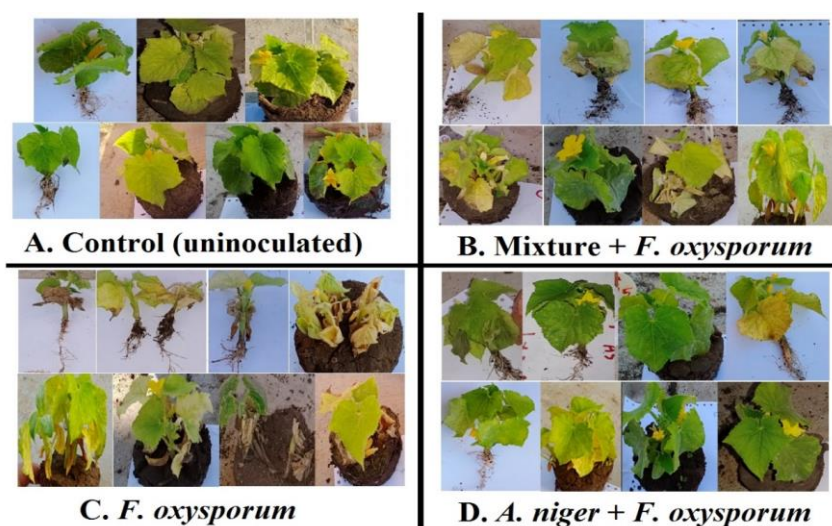 A. Control (uninoculated)
B. Mixture + F. oxysporum
C. F. oxysporum
D. A. niger + F. oxysporum